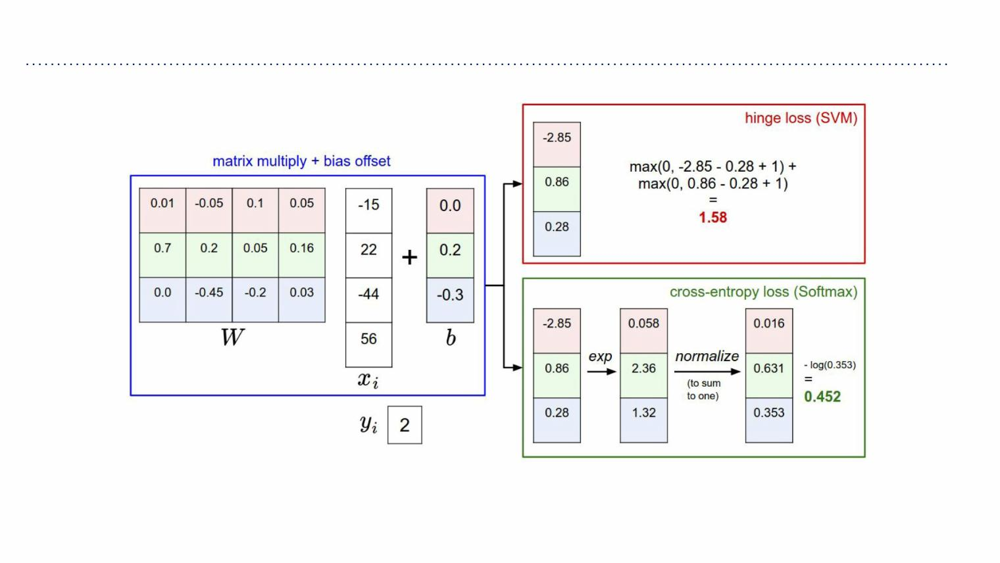 matrix multiply + bias offset
0.01 -0.05 0.1 0.05
0.7 0.2 0.05 0.16
0.0 -0.45 -0.2 0.03
W
-15
22
-44
56
xi
+
0.0
0.2
-0.3
b
yi 2
hinge loss (SVM)
-2.85
0.86
0.28
max(0, -2.85 - 0.28 + 1) +
max(0, 0.86 - 0.28 + 1)
=
1.58
cross-entropy loss (Softmax)
-2.85
0.86
0.28
exp
0.058
2.36
1.32
normalize
(to sum
to one)
0.016
0.631
0.353
- log(0.353)
=
0.452